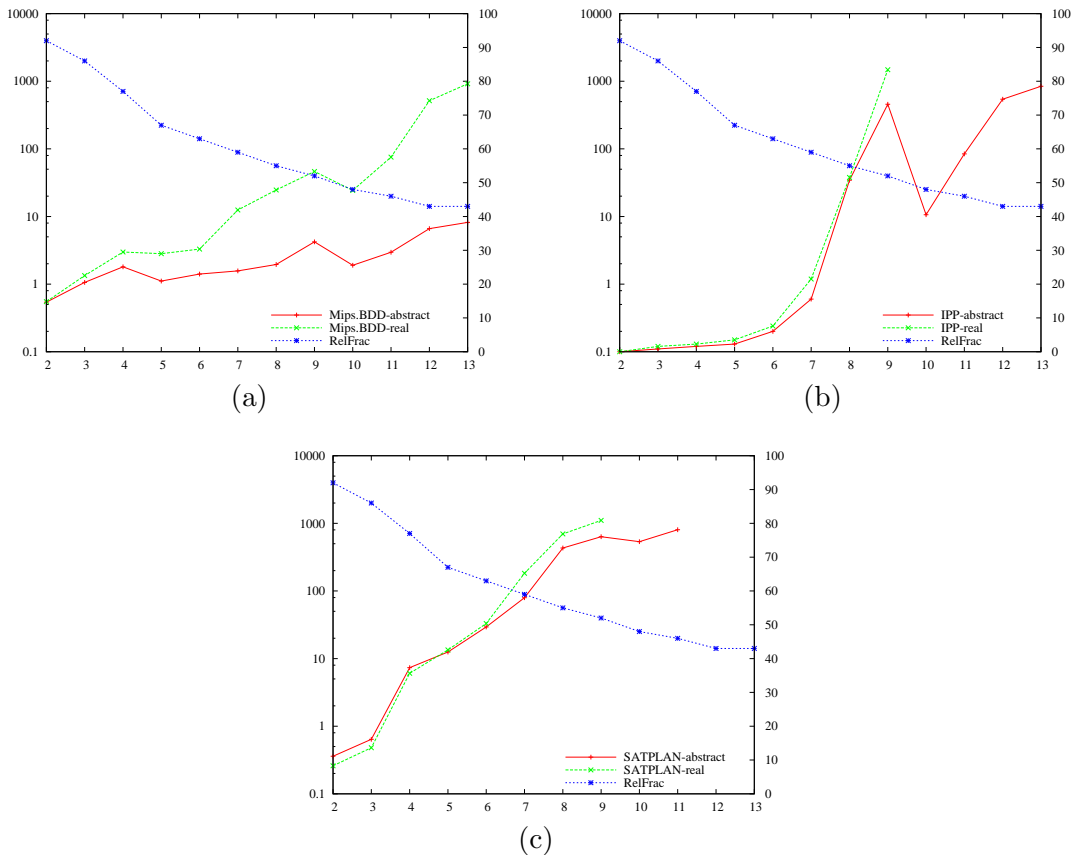 10000 100
90
1000 80
70
100 60
50
10 40
30
1 20
Mips.BDD-abstract
Mips.BDD-real 10
RelFrac
0.1 0
2 3 4 5 6 7 8 9 10 11 12 13
(a)
10000 100
90
1000 80
70
100 60
50
10 40
30
1 20
IPP-abstract
IPP-real 10
RelFrac
0.1 0
2 3 4 5 6 7 8 9 10 11 12 13
(b)
10000 100
90
1000 80
70
100 60
50
10 40
30
1 20
SATPLAN-abstract
SATPLAN-real 10
RelFrac
0.1 0
2 3 4 5 6 7 8 9 10 11 12 13
(c)